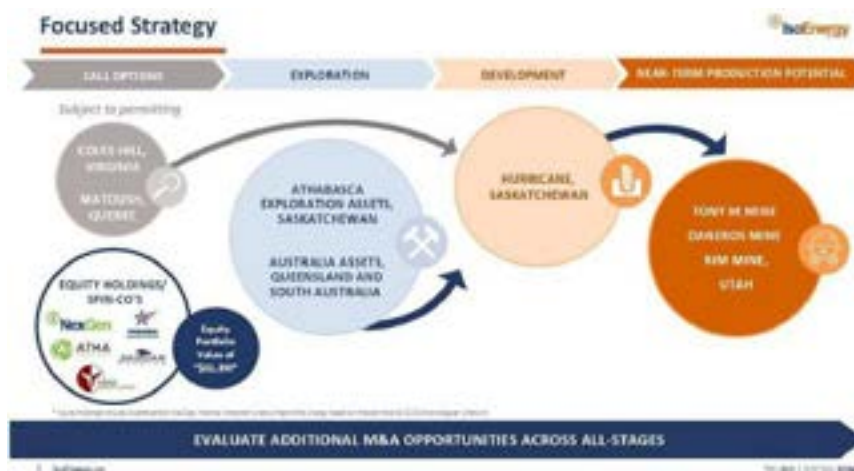 Focused Strategy
IsoEnergy
CALL OPTIONS
EXPLORATION
DEVELOPMENT
NEAR-TERM PRODUCTION POTENTIAL
Subject to permitting
COLES HILL,
VIRGINIA
MATOUSH,
QUEBEC
ATHABASCA
EXPLORATION ASSETS,
SASKATCHEWAN
AUSTRALIA ASSETS,
QUEENSLAND AND
SOUTH AUSTRALIA
HURRICANE,
SASKATCHEWAN
TONY M MINE
DANEROS MINE
RIM MINE,
UTAH
EQUITY HOLDINGS/
SPIN-CO'S
NexGen
ATHA
Equity
Portfolio
Value of
EVALUATE ADDITIONAL M&A OPPORTUNITIES ACROSS ALL-STAGES